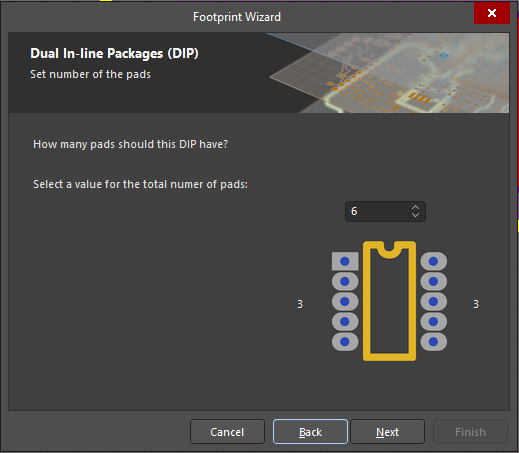 Footprint Wizard
Dual In-line Packages (DIP)
Set number of the pads
How many pads should this DIP have?
Select a value for the total numer of pads:
6
3
3
Cancel
Back
Next
Finish